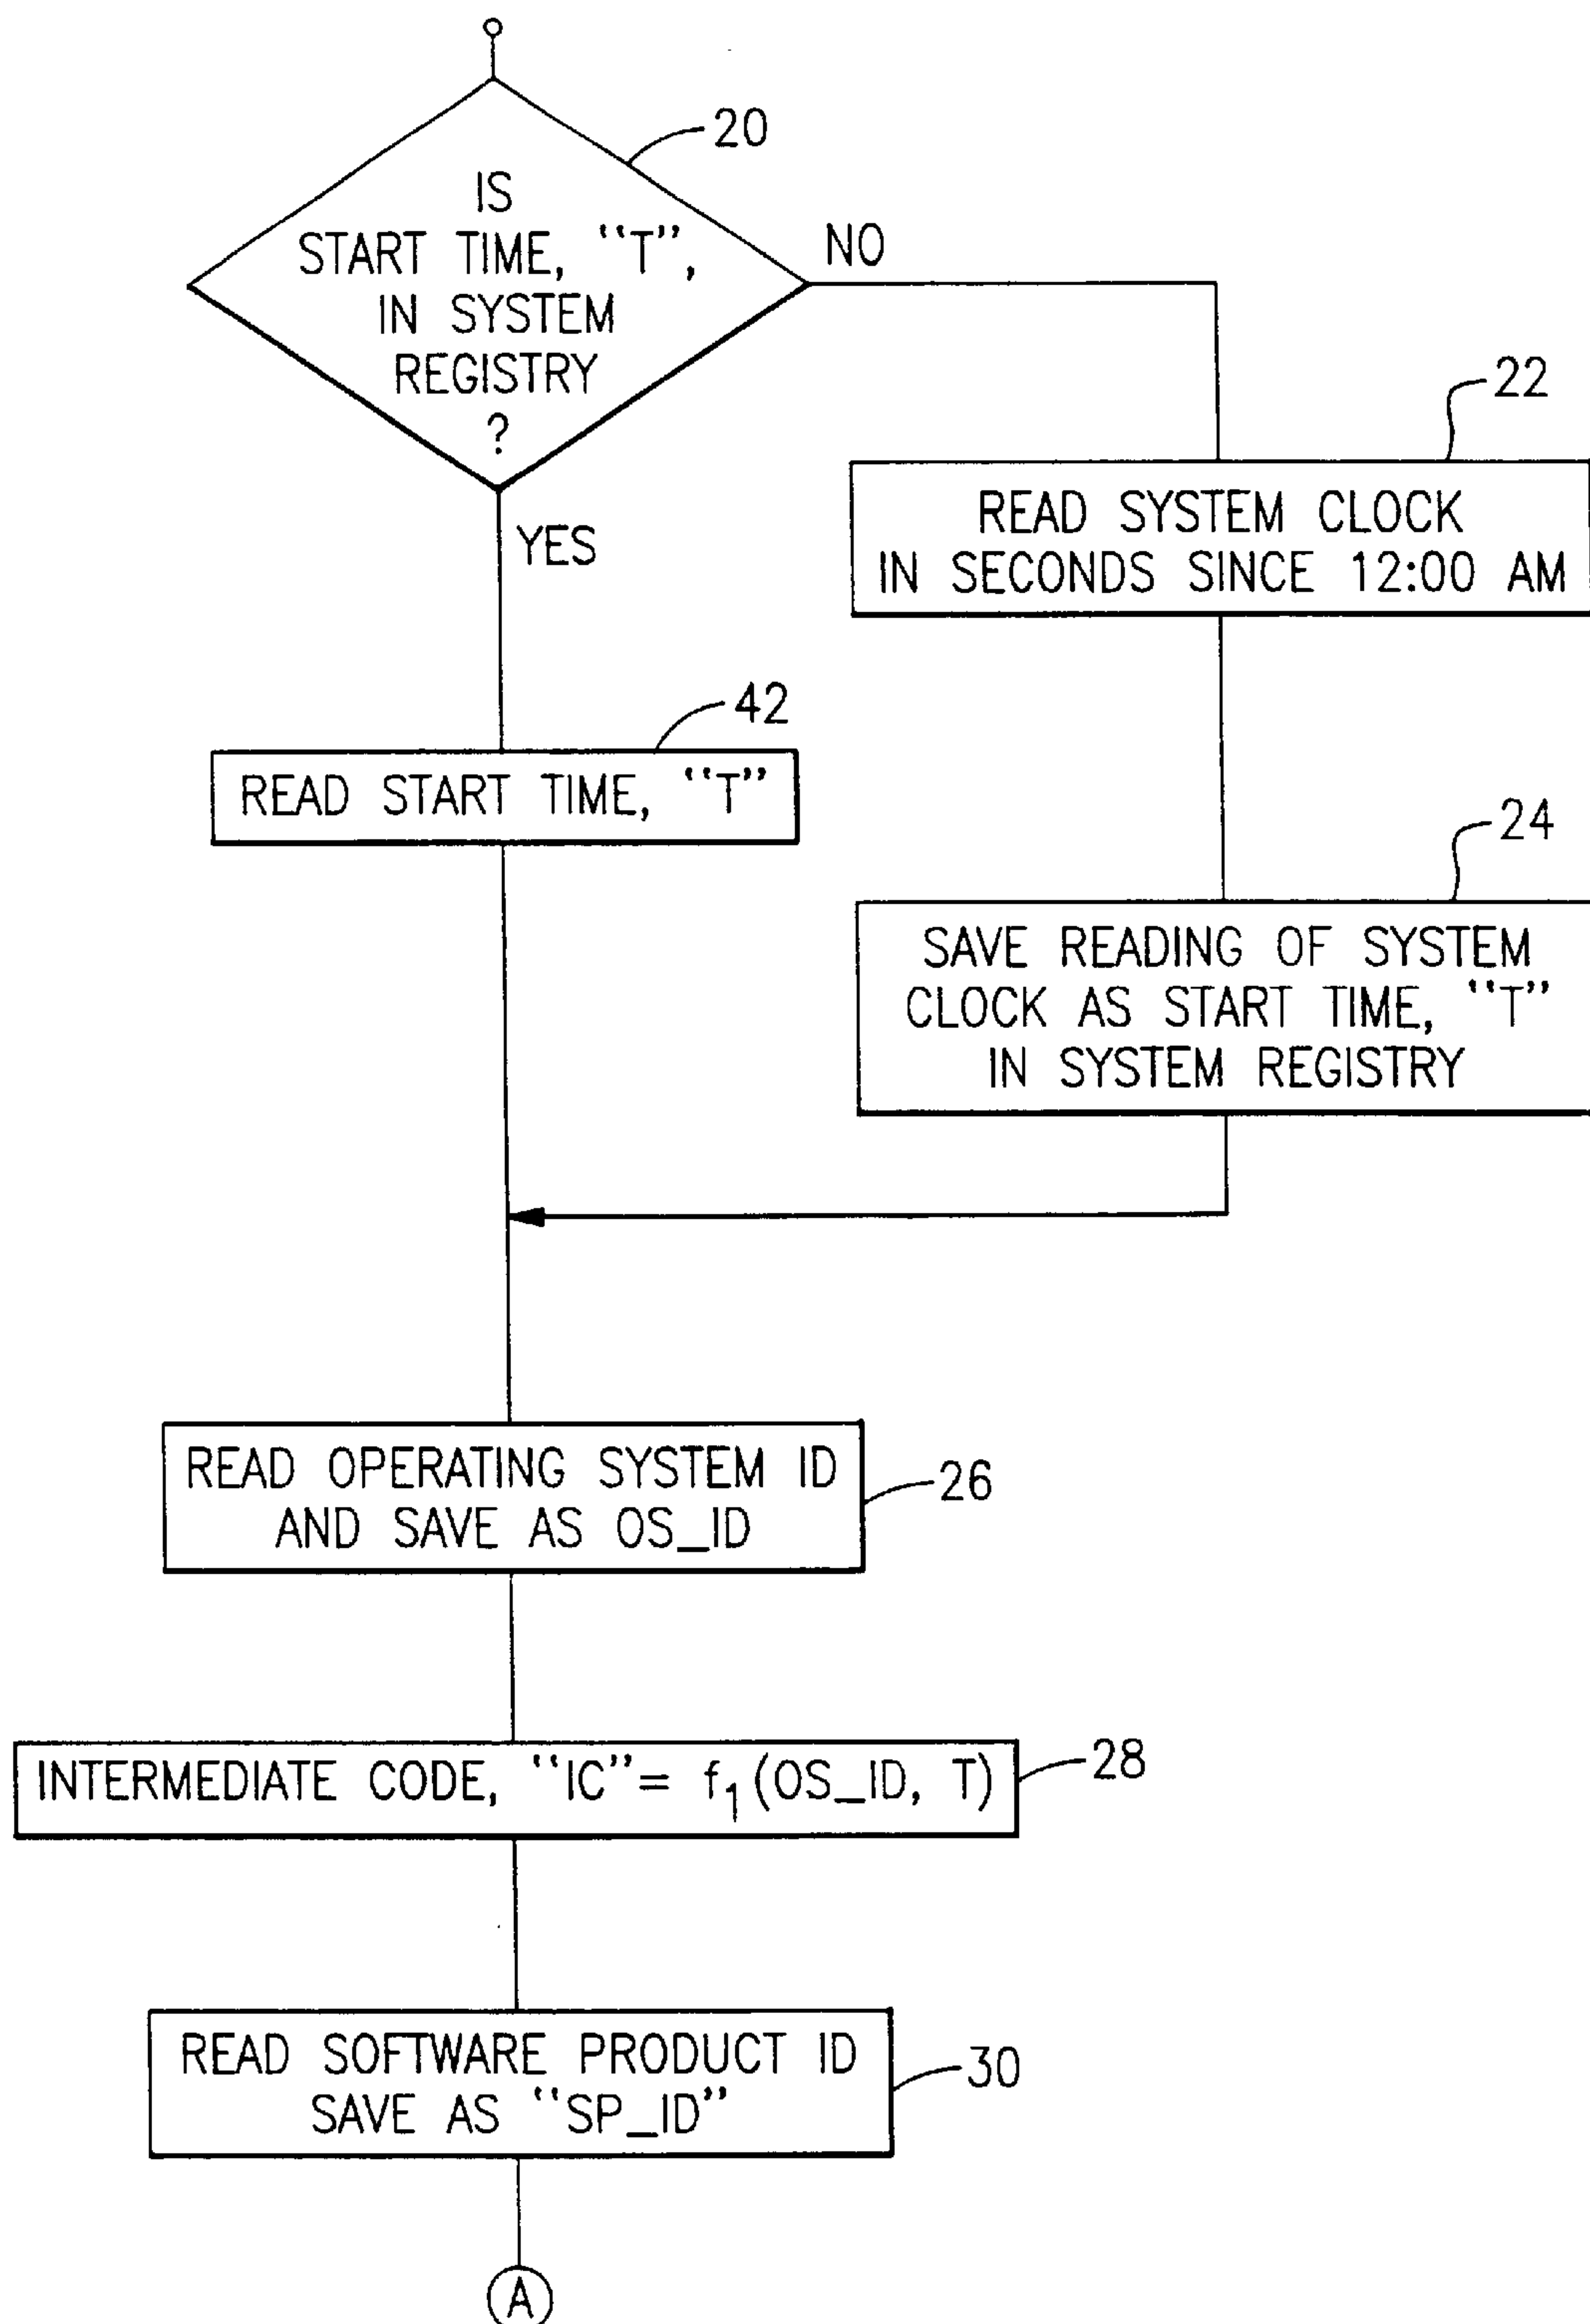 20
IS
START TIME, “T”,
IN SYSTEM
REGISTRY
?
NO
YES
22
READ SYSTEM CLOCK
IN SECONDS SINCE 12:00 AM
42
READ START TIME, “T”
24
SAVE READING OF SYSTEM
CLOCK AS START TIME, “T”
IN SYSTEM REGISTRY
READ OPERATING SYSTEM ID
AND SAVE AS OS_ID
26
INTERMEDIATE CODE, “IC”= f₁(OS_ID, T)
28
READ SOFTWARE PRODUCT ID
SAVE AS “SP_ID”
30
A